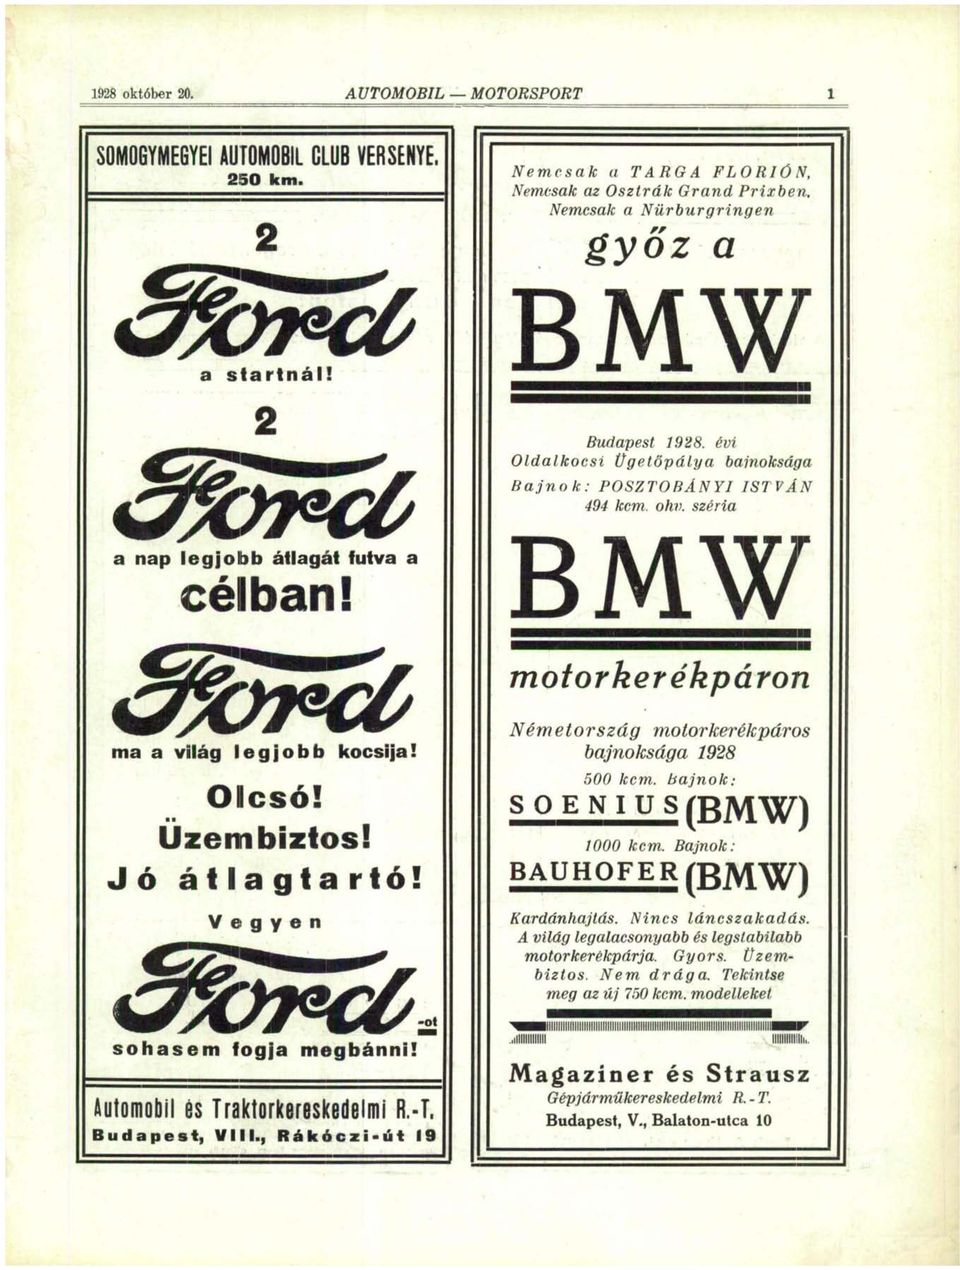 1928 október 20. AUTOMOBIL — MOTORSPORT 1
SOMOGYMEGYEI AUTOMOBIL CLUB VERSENYE.
250 km.
2
Ford
a startnál!
2
Ford
a nap legjobb átlagát futva a
célban!
Ford
ma a világ legjobb kocsija!
Olcsó!
Üzembiztos!
Jó átlagtartó!
Vegyen
Ford-ot
sohasem fogja megbánni!
Automobil és Traktorkereskedelmi R.-T.
Budapest, VIII., Rákóczi-út 19
Nemcsak a TARGA FLORIÓN,
Nemcsak az Osztrák Grand Prixben,
Nemcsak a Nürburgringen
győz a
BMW
Budapest 1928. évi
Oldalkocsi Ügetőpálya bajnoksága
Bajnok: POSZTOBÁNYI ISTVÁN
494 kcm. ohv. széria
BMW
motorkerékpáron
Németország motorkerékpáros
bajnoksága 1928
500 kcm. bajnok:
SOENIUS (BMW)
1000 kcm. Bajnok:
BAUHOFER (BMW)
Kardánhajtás. Nincs láncszakadás.
A világ legalacsonyabb és legstabilabb
motorkerékpárja. Gyors. Üzem-
biztos. Nem drága. Tekintse
meg az új 750 kcm. modelleket
Magaziner és Strausz
Gépjárműkereskedelmi R.-T.
Budapest, V., Balaton-utca 10